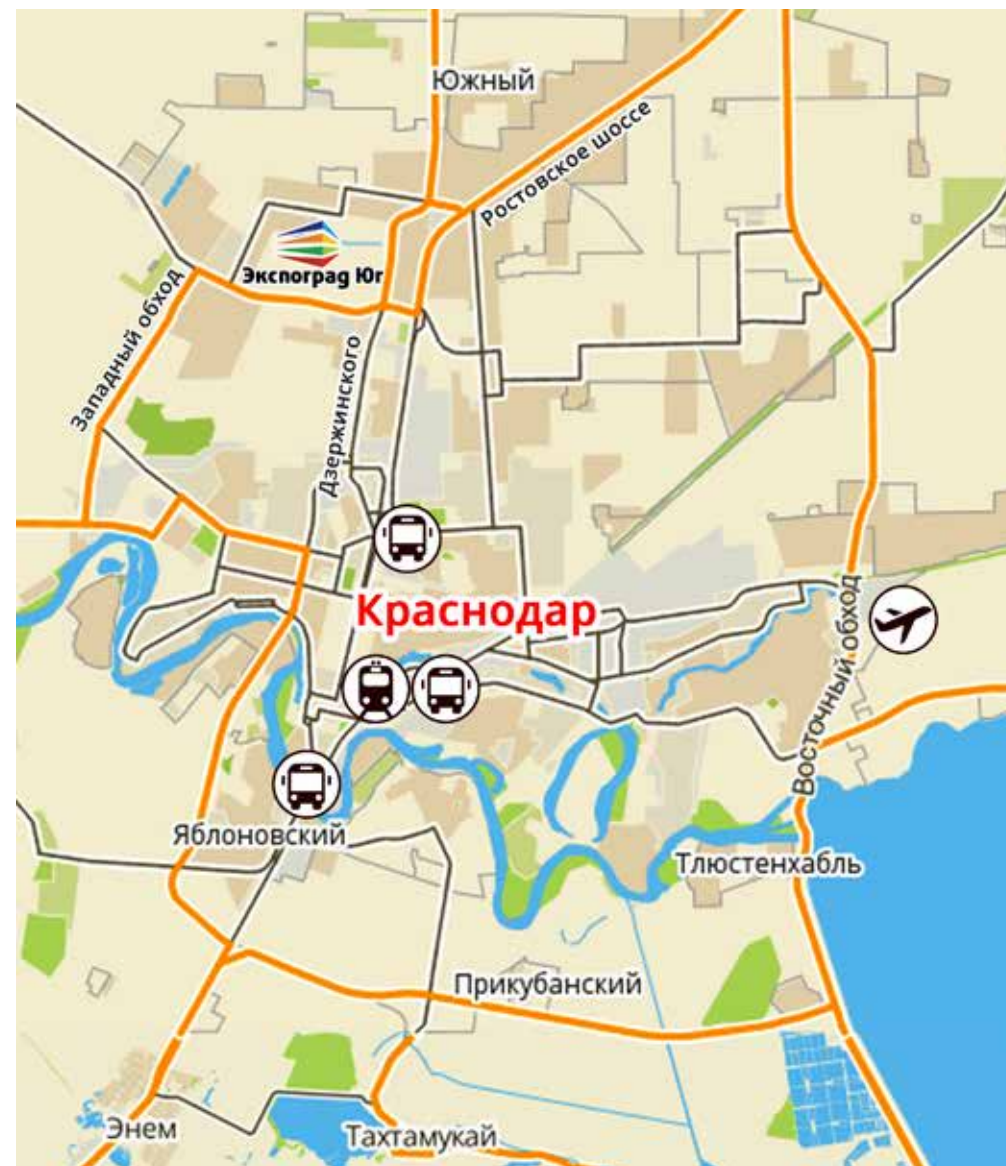 Южный
Ростовское шоссе
Экспоград Юг
Западный обход
Дзержинского
Краснодар
Восточный обход
Яблоновский
Тлюстенхабль
Прикубанский
Энем
Тахтамукай